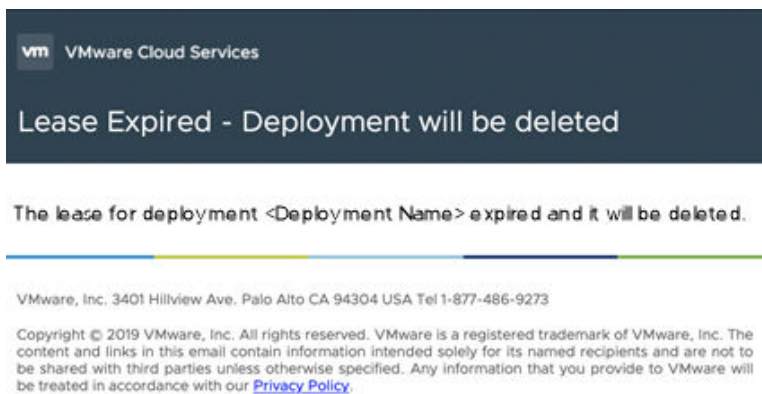 vm VMware Cloud Services
Lease Expired - Deployment will be deleted
The lease for deployment <Deployment Name> expired and it will be deleted.
VMware, Inc. 3401 Hillview Ave. Palo Alto CA 94304 USA Tel 1-877-486-9273
Copyright © 2019 VMware, Inc. All rights reserved. VMware is a registered trademark of VMware, Inc. The
content and links in this email contain information intended solely for its named recipients and are not to
be shared with third parties unless otherwise specified. Any information that you provide to VMware will
be treated in accordance with our Privacy Policy.